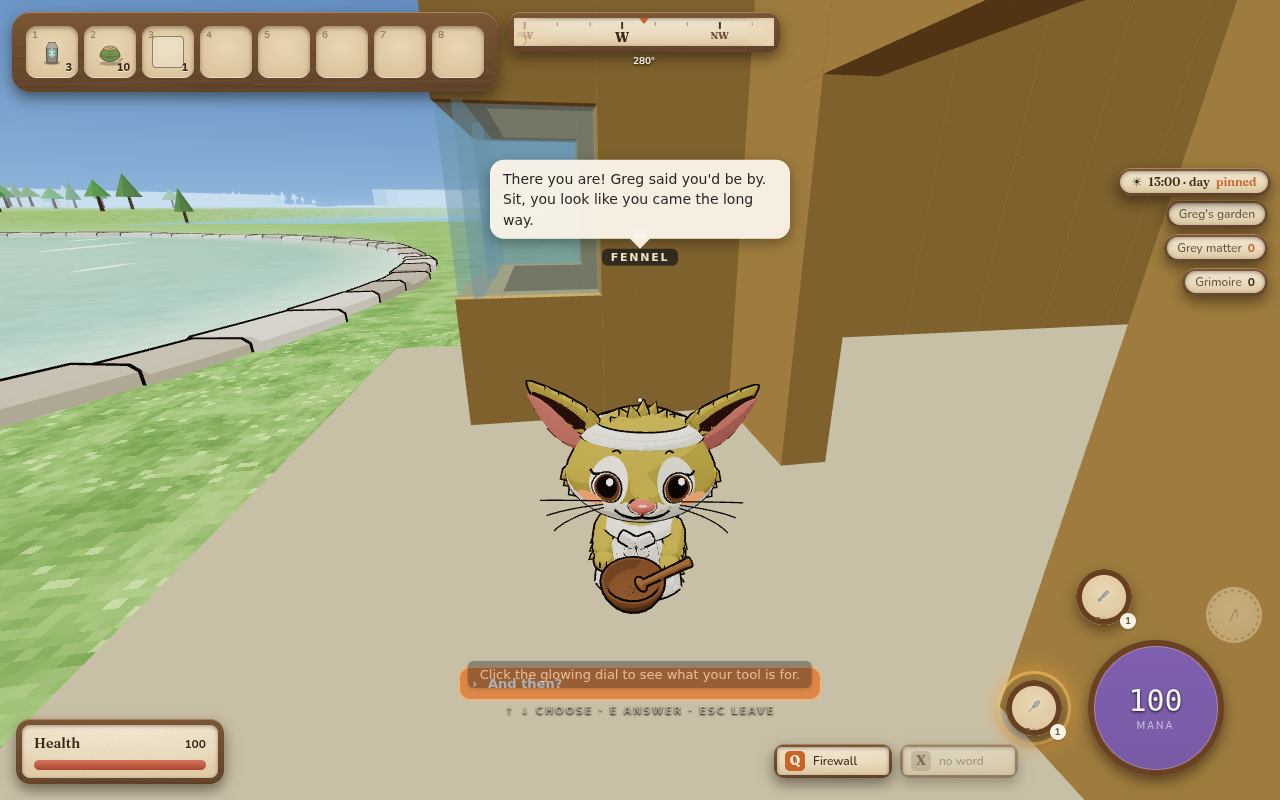 1 2 3 4 5 6 7 8
3 10 1
W W NW
280°
There you are! Greg said you'd be by.
Sit, you look like you came the long
way.
FENNEL
13:00 · day pinned
Greg's garden
Grey matter 0
Grimoire 0
Click the glowing dial to see what your tool is for.
› And then?
↑ ↓ CHOOSE · E ANSWER · ESC LEAVE
Health 100
1
1
100
MANA
Q Firewall
X no word